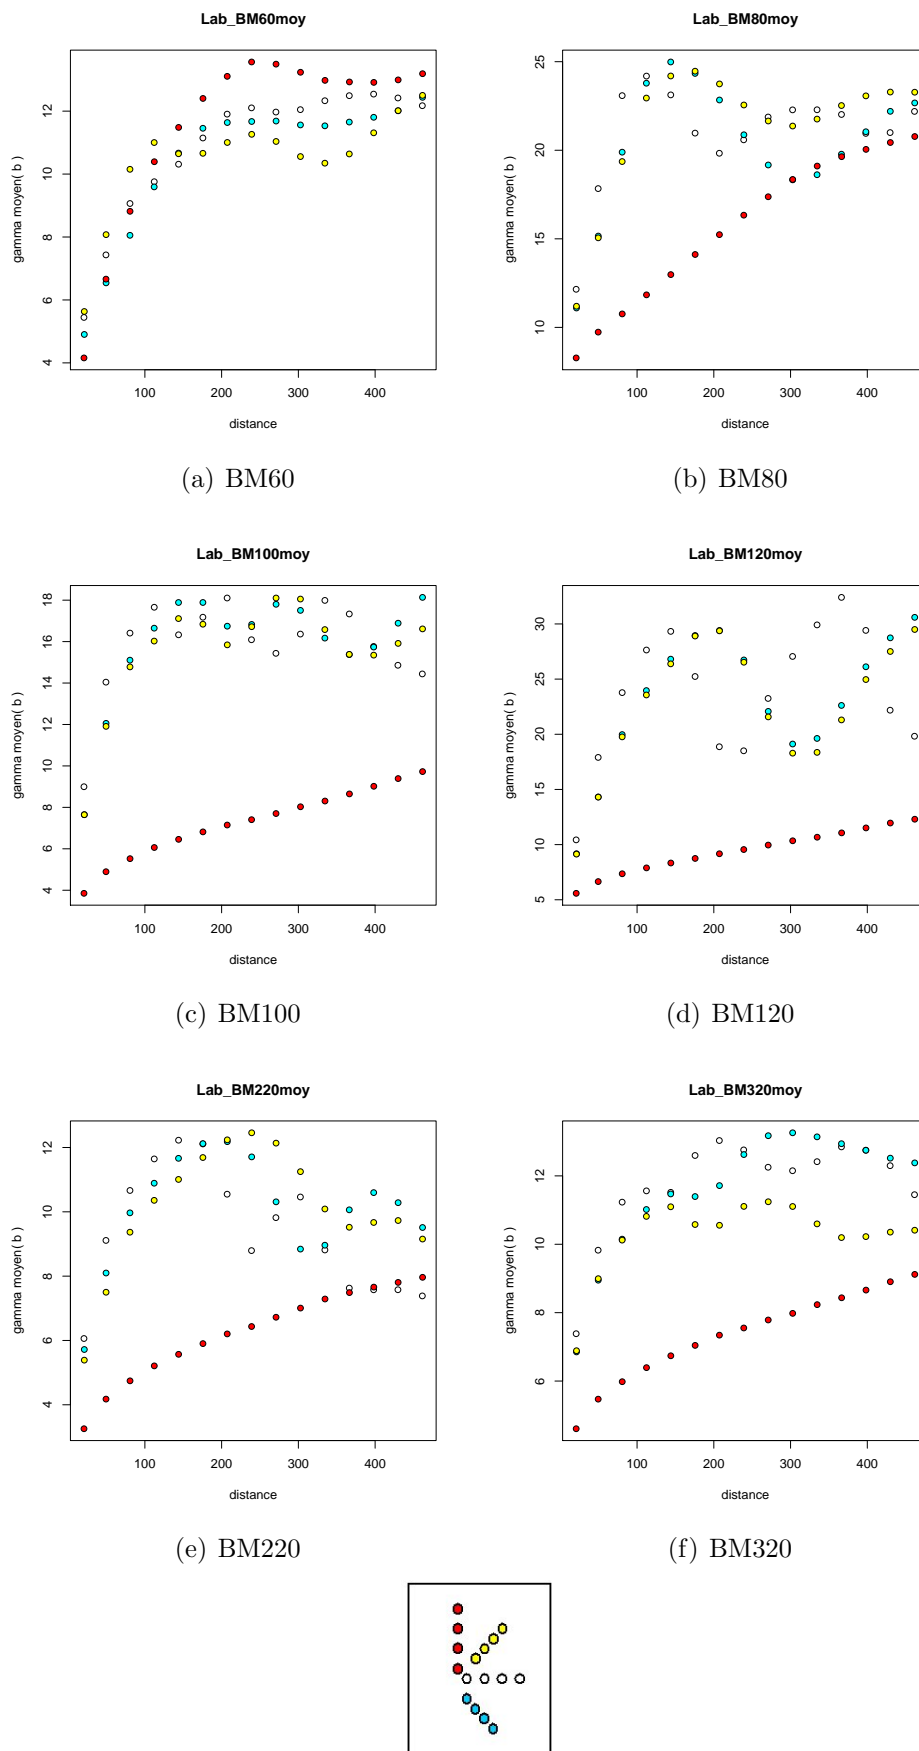 Lab_BM60moy
gamma moyen( b )
4
6
8
10
12
100
200
300
400
distance
(a) BM60
Lab_BM80moy
gamma moyen( b )
10
15
20
25
100
200
300
400
distance
(b) BM80
Lab_BM100moy
gamma moyen( b )
4
6
8
10
12
14
16
18
100
200
300
400
distance
(c) BM100
Lab_BM120moy
gamma moyen( b )
5
10
15
20
25
30
100
200
300
400
distance
(d) BM120
Lab_BM220moy
gamma moyen( b )
4
6
8
10
12
100
200
300
400
distance
(e) BM220
Lab_BM320moy
gamma moyen( b )
6
8
10
12
100
200
300
400
distance
(f) BM320